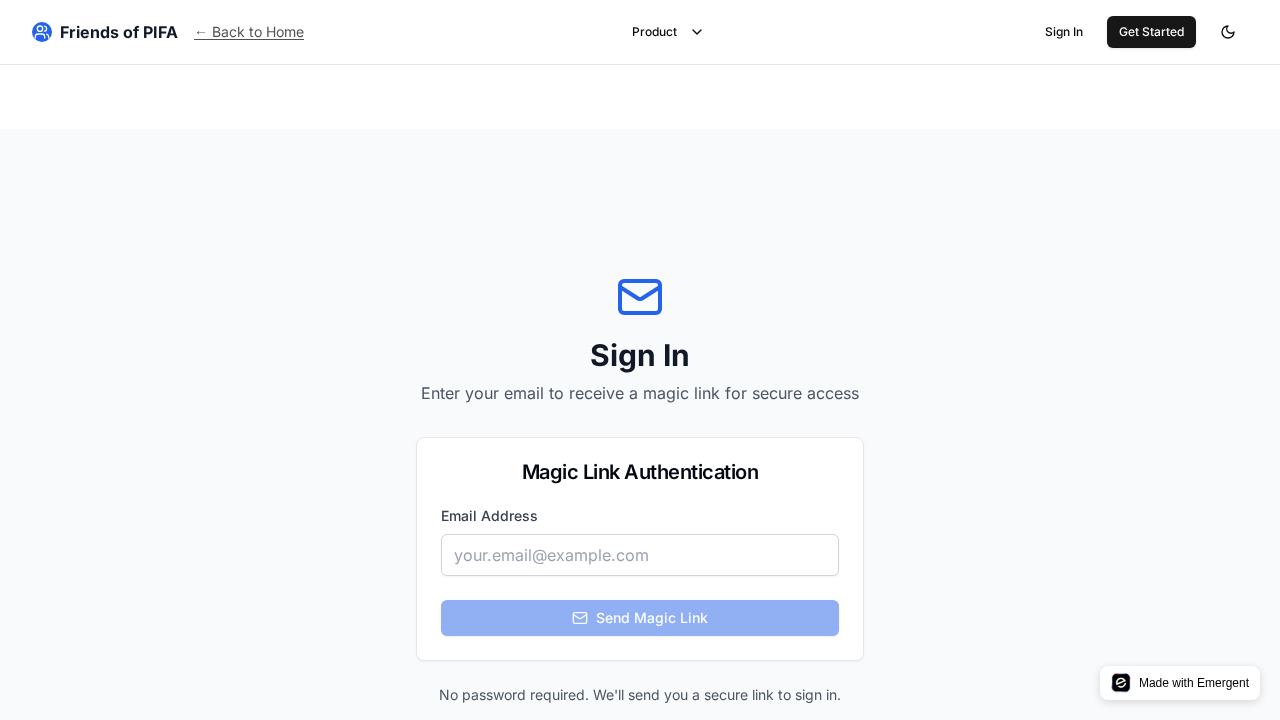 Friends of PIFA
← Back to Home
Product
Sign In
Get Started
Sign In
Enter your email to receive a magic link for secure access
Magic Link Authentication
Email Address
your.email@example.com
Send Magic Link
No password required. We'll send you a secure link to sign in.
Made with Emergent